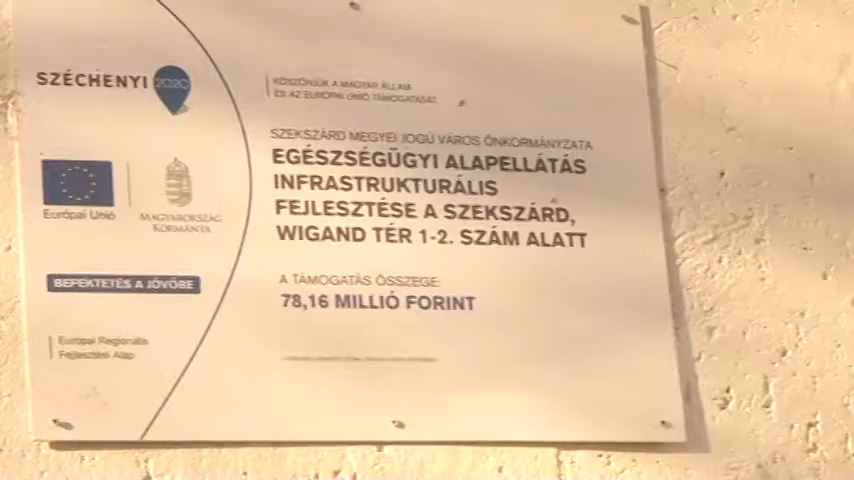 SZÉCHENYI 2020
KÖSZÖNJÜK A MAGYAR ÁLLAM
ÉS AZ EURÓPAI UNIÓ TÁMOGATÁSÁT.
SZEKSZÁRD MEGYEI JOGÚ VÁROS ÖNKORMÁNYZATA
EGÉSZSÉGÜGYI ALAPELLÁTÁS
INFRASTRUKTURÁLIS
FEJLESZTÉSE A SZEKSZÁRD,
WIGAND TÉR 1-2. SZÁM ALATT
A TÁMOGATÁS ÖSSZEGE:
78,16 MILLIÓ FORINT
Európai Unió
MAGYARORSZÁG
KORMÁNYA
BEFEKTETÉS A JÖVŐBE
Európai Regionális
Fejlesztési Alap